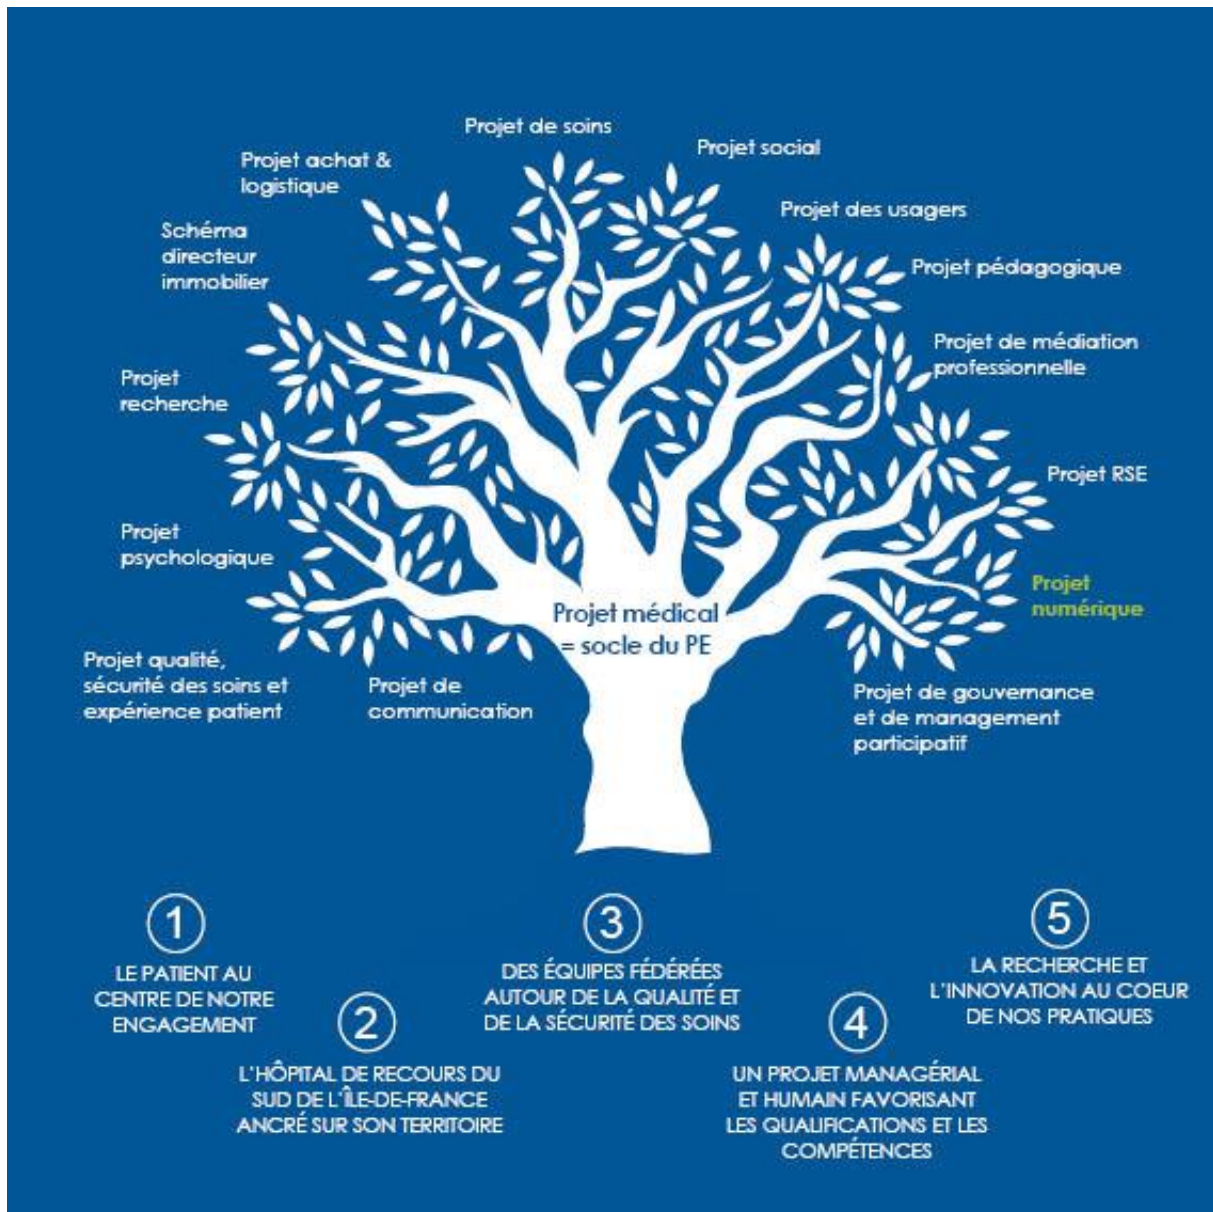 Projet de soins
Projet social
Projet achat &
logistique
Projet des usagers
Schéma
directeur
immobilier
Projet pédagogique
Projet de médiation
professionnelle
Projet
recherche
Projet RSE
Projet
psychologique
Projet
numérique
Projet médical
= socle du PE
Projet qualité,
sécurité des soins et
expérience patient
Projet de
communication
Projet de gouvernance
et de management
participatif
1
LE PATIENT AU
CENTRE DE NOTRE
ENGAGEMENT
2
L'HÔPITAL DE RECOURS DU
SUD DE L'ÎLE-DE-FRANCE
ANCRÉ SUR SON TERRITOIRE
3
DES ÉQUIPES FÉDÉRÉES
AUTOUR DE LA QUALITÉ ET
DE LA SÉCURITÉ DES SOINS
4
UN PROJET MANAGÉRIAL
ET HUMAIN FAVORISANT
LES QUALIFICATIONS ET LES
COMPÉTENCES
5
LA RECHERCHE ET
L'INNOVATION AU COEUR
DE NOS PRATIQUES